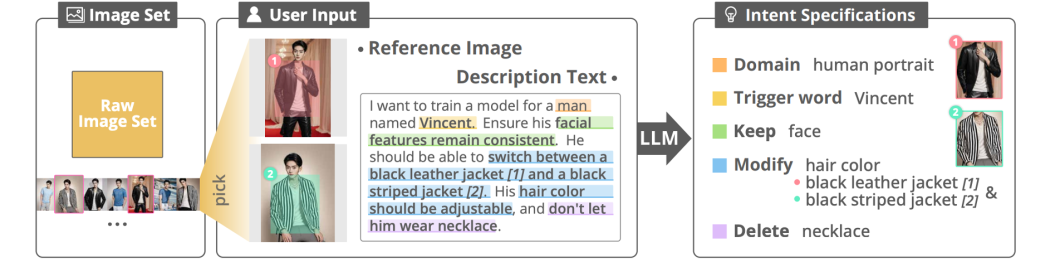 Image Set
Raw
Image Set
...
pick
User Input
• Reference Image
Description Text •
1
2
I want to train a model for a man
named Vincent. Ensure his facial
features remain consistent. He
should be able to switch between a
black leather jacket [1] and a black
striped jacket [2]. His hair color
should be adjustable, and don't let
him wear necklace.
LLM
Intent Specifications
Domain human portrait
Trigger word Vincent
Keep face
Modify hair color
• black leather jacket [1]
• black striped jacket [2] &
Delete necklace
1
2